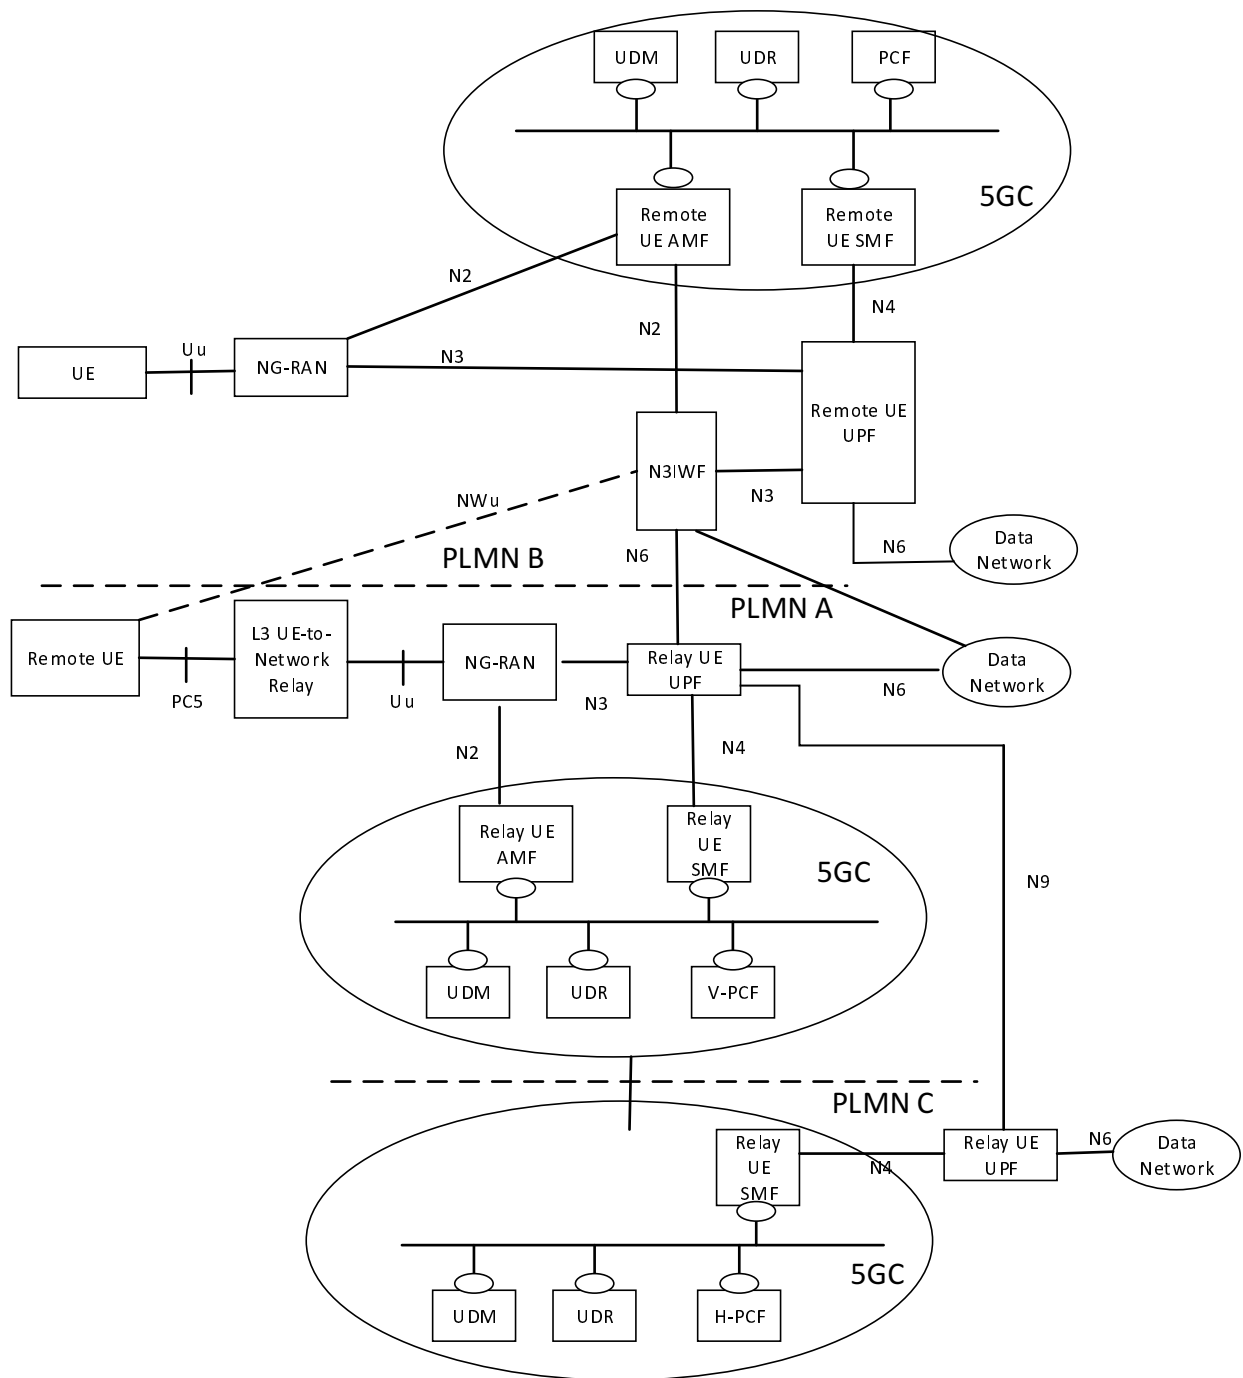 UDM
UDR
PCF
5GC
Remote
UE AMF
Remote
UE SMF
N2
N4
N2
Uu
UE
NG-RAN
N3
Remote UE
UPF
N3IWF
N3
NWu
N6
N6
Data
Network
PLMN B
PLMN A
Remote UE
PC5
L3 UE-to-
Network
Relay
Uu
NG-RAN
N3
Relay UE
UPF
N6
Data
Network
N2
N4
Relay UE
AMF
Relay
UE
SMF
5GC
N9
UDM
UDR
V-PCF
PLMN C
Relay
UE
SMF
N4
Relay UE
UPF
N6
Data
Network
5GC
UDM
UDR
H-PCF